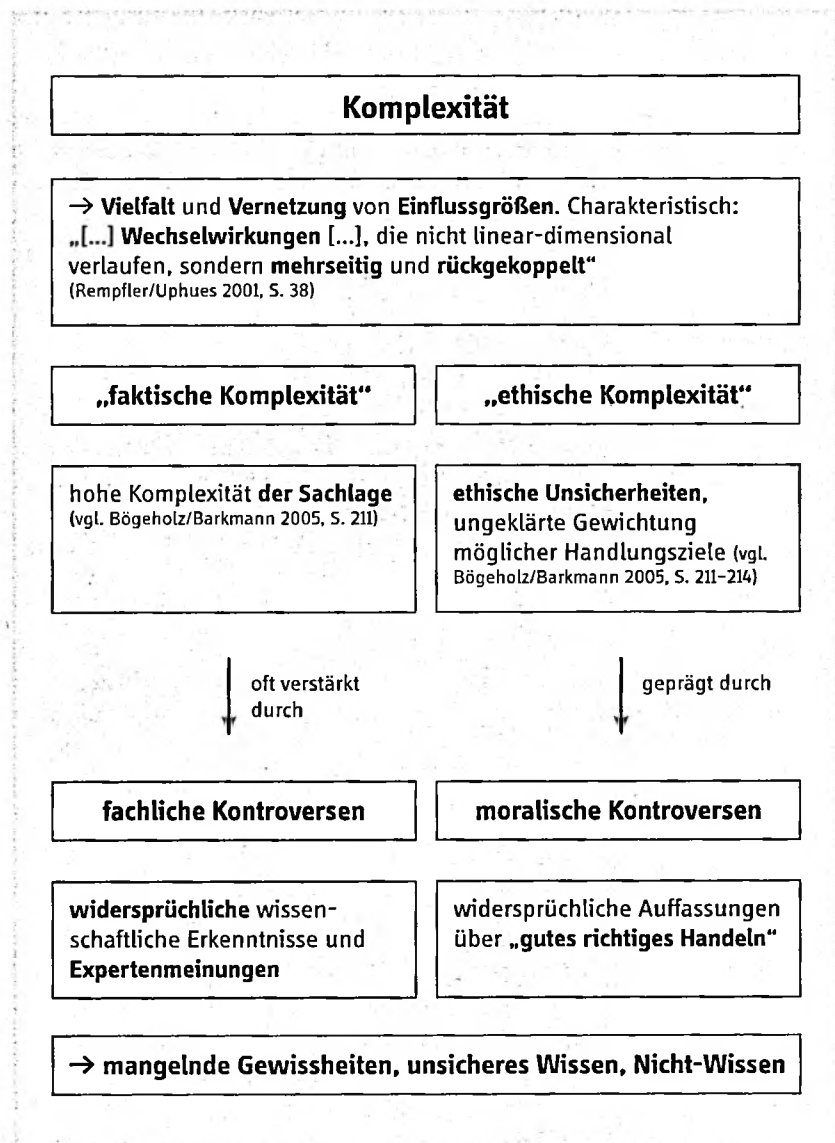 Komplexität
→ Vielfalt und Vernetzung von Einflussgrößen. Charakteristisch:
„[...] Wechselwirkungen [...], die nicht linear-dimensional
verlaufen, sondern mehrseitig und rückgekoppelt“
(Rempfler/Uphues 2001, S. 38)
„faktische Komplexität“
hohe Komplexität der Sachlage
(vgl. Bögeholz/Barkmann 2005, S. 211)
„ethische Komplexität“
ethische Unsicherheiten,
ungeklärte Gewichtung
möglicher Handlungsziele (vgl.
Bögeholz/Barkmann 2005, S. 211–214)
oft verstärkt
durch
geprägt durch
fachliche Kontroversen
widersprüchliche wissen-
schaftliche Erkenntnisse und
Expertenmeinungen
moralische Kontroversen
widersprüchliche Auffassungen
über „gutes richtiges Handeln“
→ mangelnde Gewissheiten, unsicheres Wissen, Nicht-Wissen